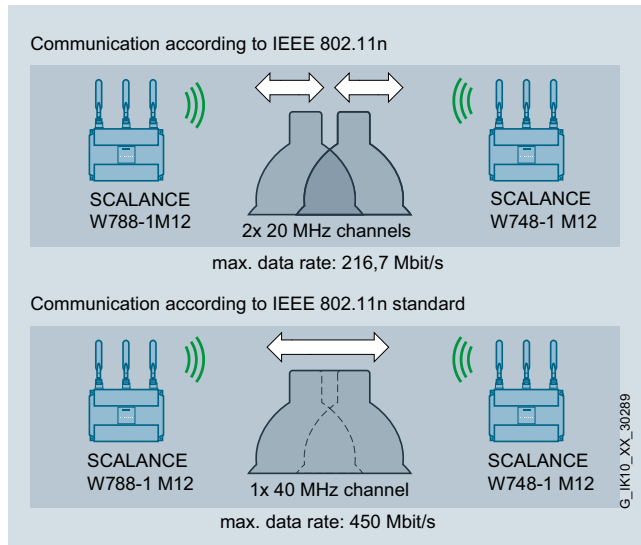 Communication according to IEEE 802.11n
SCALANCE
W788-1M12
2x 20 MHz channels
SCALANCE
W748-1 M12
max. data rate: 216,7 Mbit/s
Communication according to IEEE 802.11n standard
SCALANCE
W788-1 M12
1x 40 MHz channel
SCALANCE
W748-1 M12
max. data rate: 450 Mbit/s
G_IK10_XX_30289